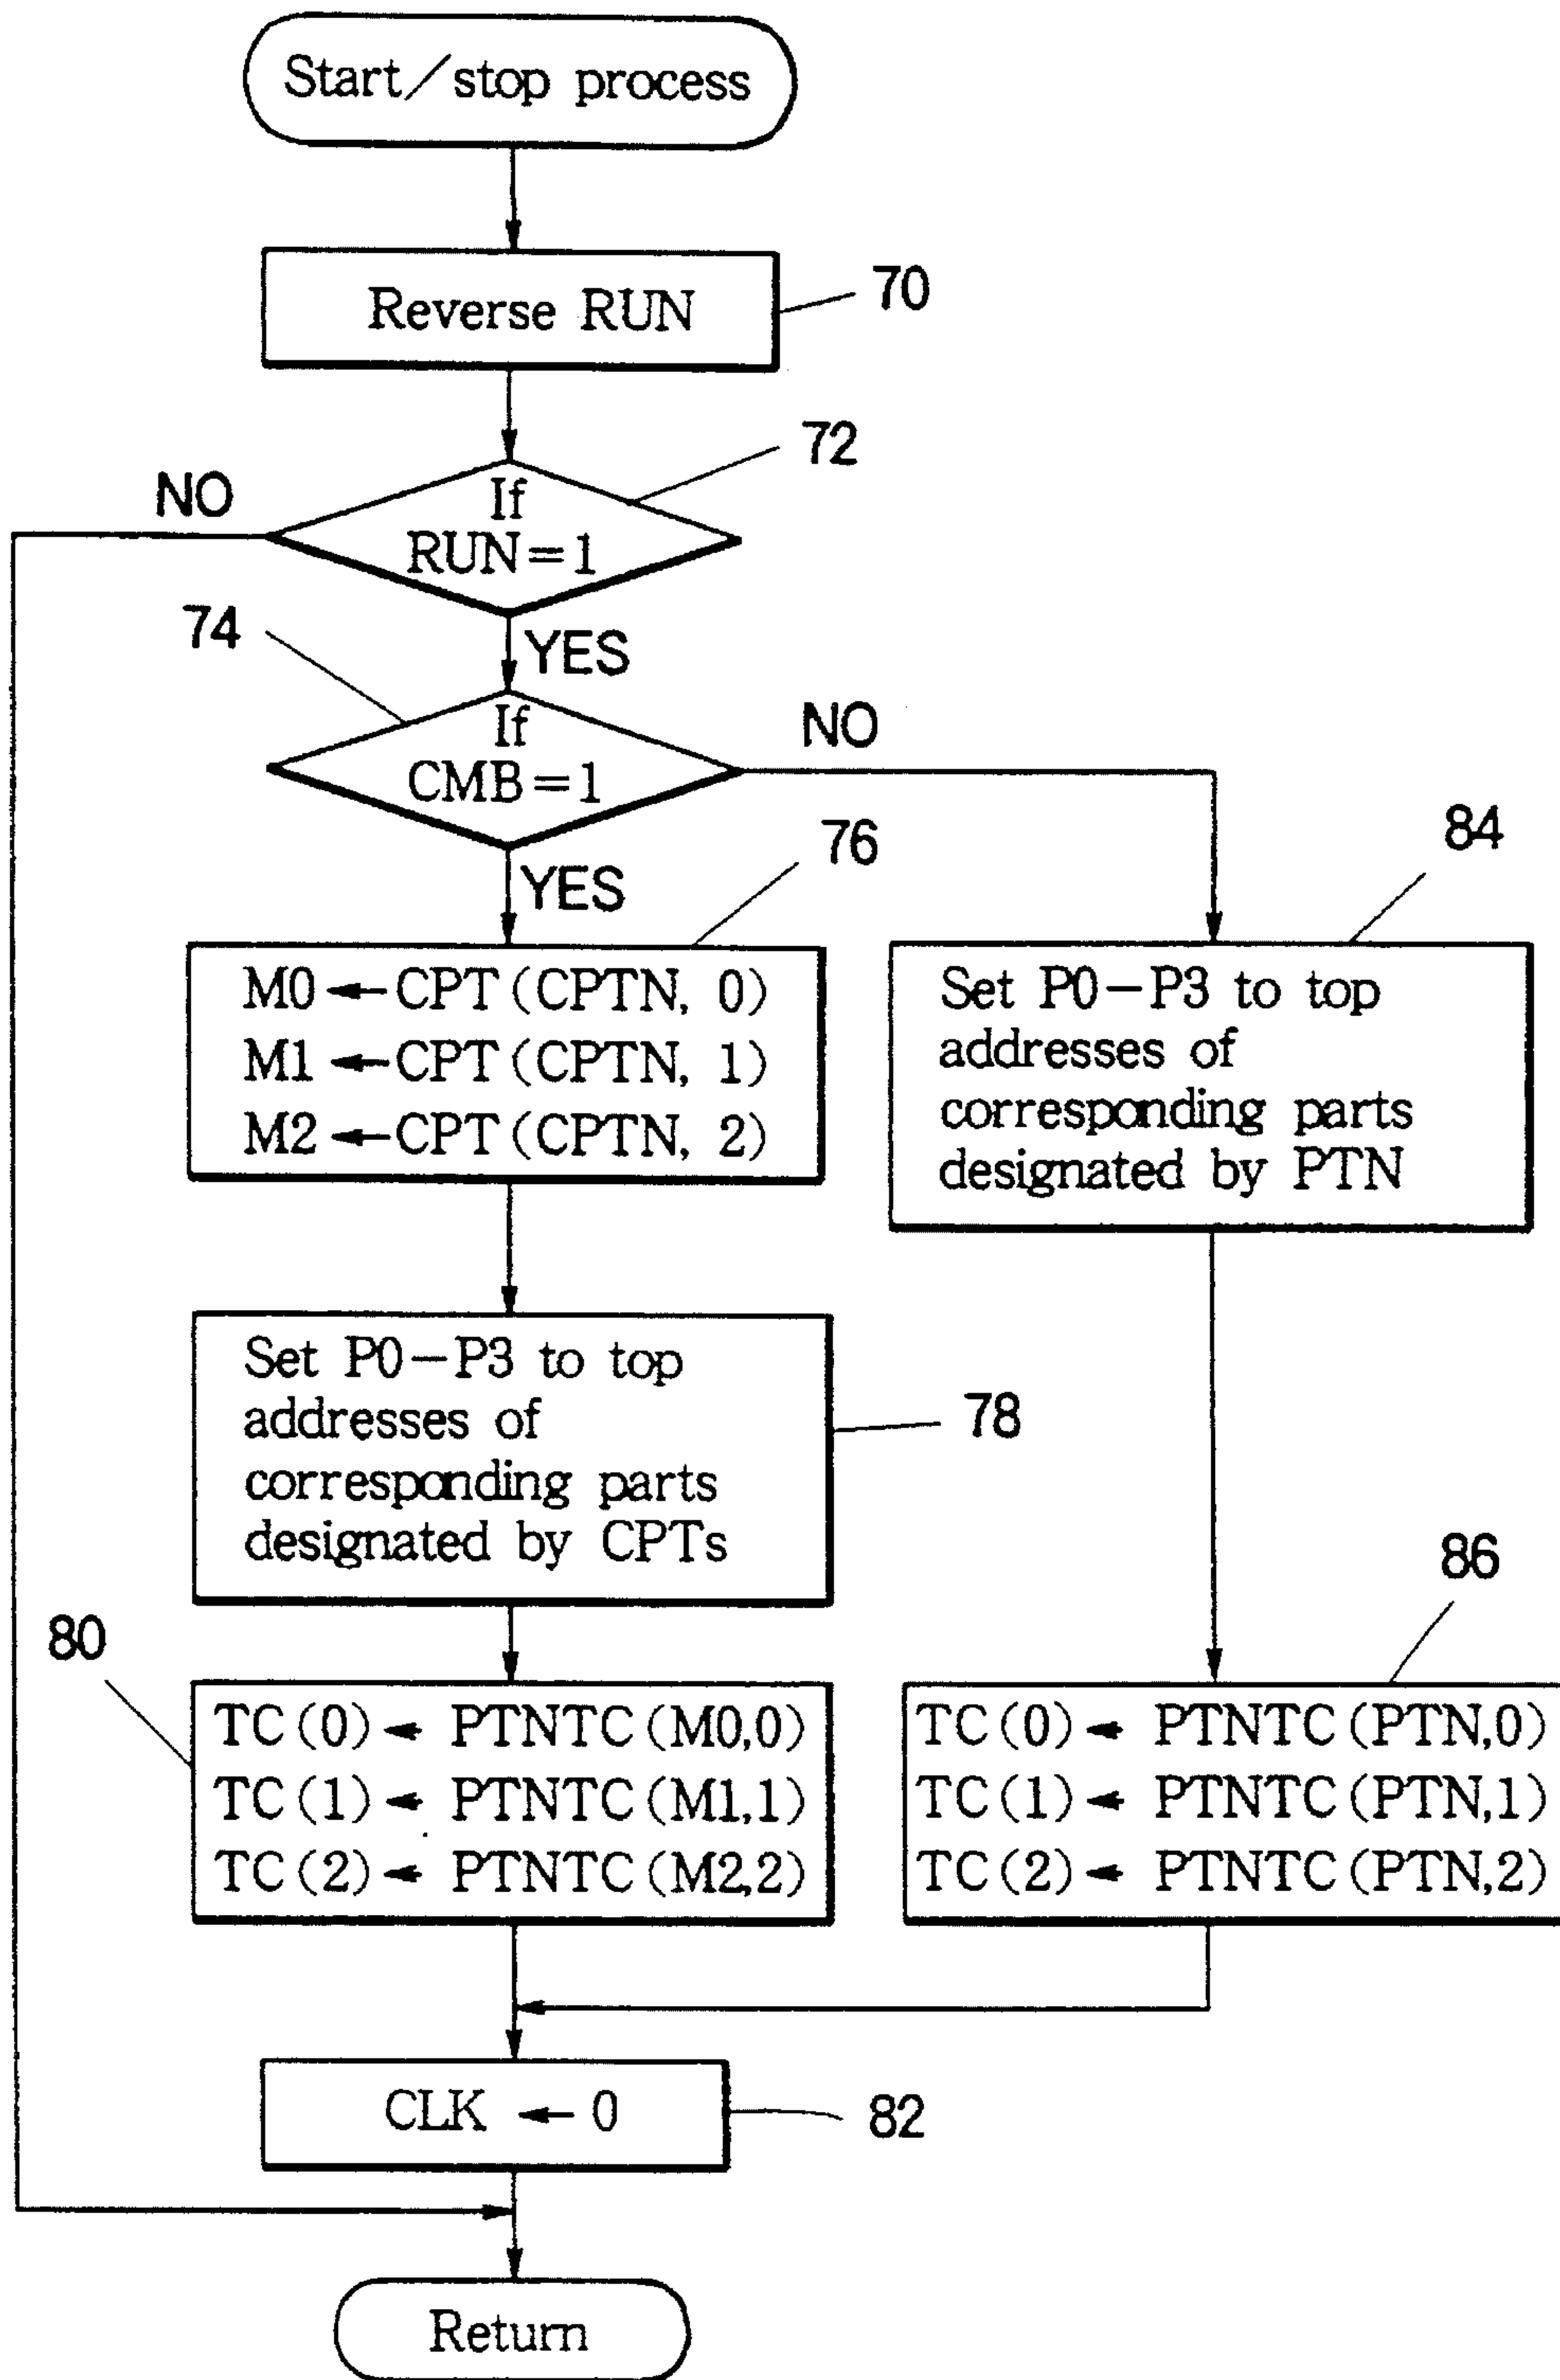 Start/stop process
Reverse RUN
70
72
NO
If
RUN=1
74
YES
If
CMB=1
NO
84
76
YES
M0←CPT(CPTN, 0)
M1←CPT(CPTN, 1)
M2←CPT(CPTN, 2)
Set P0-P3 to top
addresses of
corresponding parts
designated by PTN
Set P0-P3 to top
addresses of
corresponding parts
designated by CPTs
78
86
80
TC(0)← PTNTC(M0,0)
TC(1)← PTNTC(M1,1)
TC(2)← PTNTC(M2,2)
TC(0)← PTNTC(PTN,0)
TC(1)← PTNTC(PTN,1)
TC(2)← PTNTC(PTN,2)
CLK ← 0
82
Return